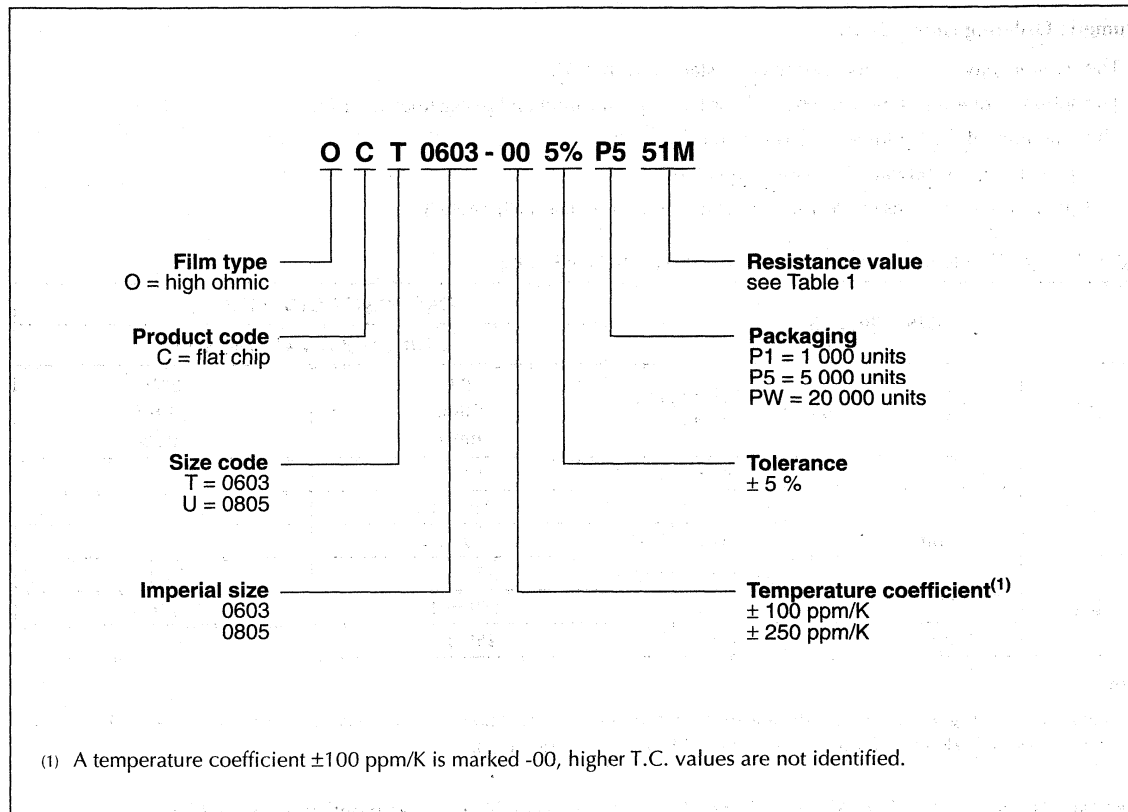 O C T 0603 - 00 5% P5 51M
Film type
O = high ohmic
Product code
C = flat chip
Size code
T = 0603
U = 0805
Imperial size
0603
0805
Resistance value
see Table 1
Packaging
P1 = 1 000 units
P5 = 5 000 units
PW = 20 000 units
Tolerance
± 5 %
Temperature coefficient(1)
± 100 ppm/K
± 250 ppm/K
(1) A temperature coefficient ±100 ppm/K is marked -00, higher T.C. values are not identified.